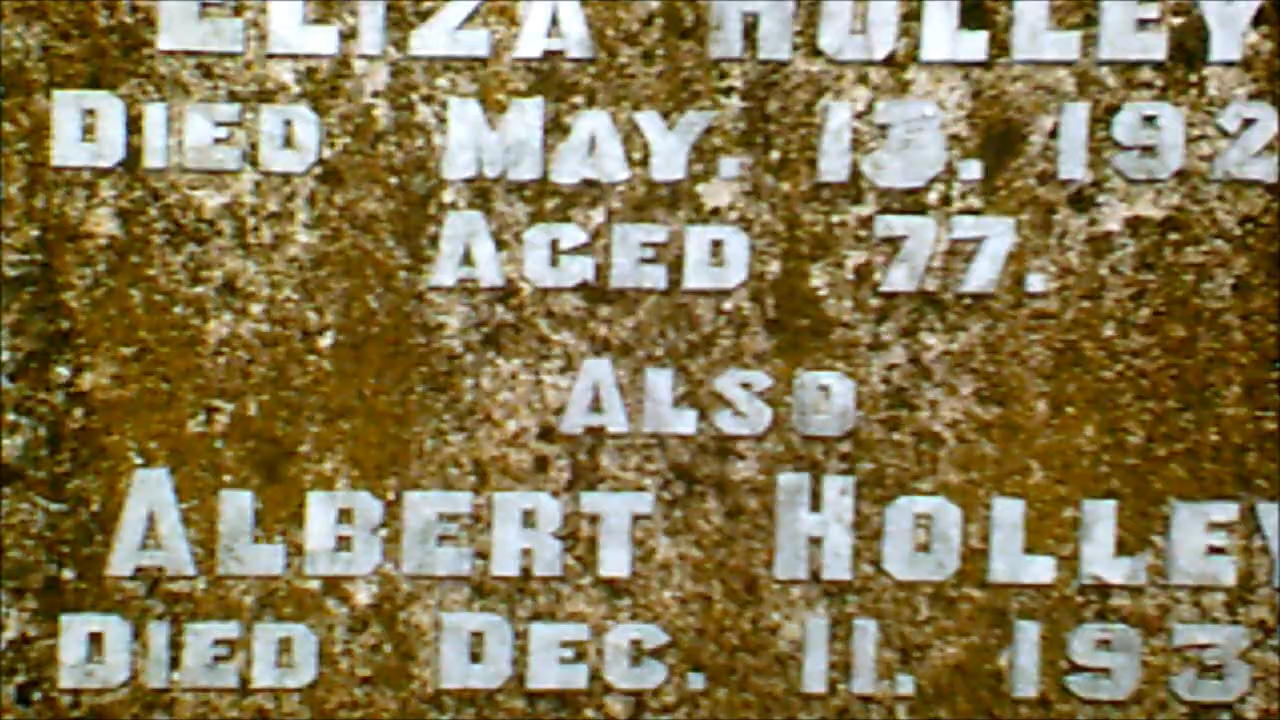 ELIZA HOLLEY
DIED MAY. 13. 192
AGED 77.
ALSO
ALBERT HOLLEY
DIED DEC. 11. 193